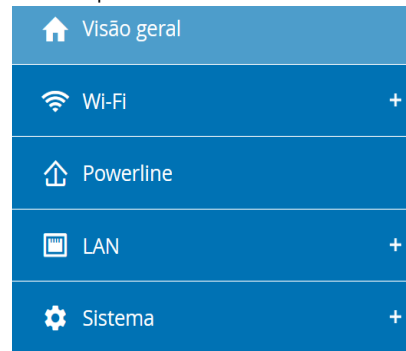 Visão geral
Wi-Fi +
Powerline
LAN +
Sistema +